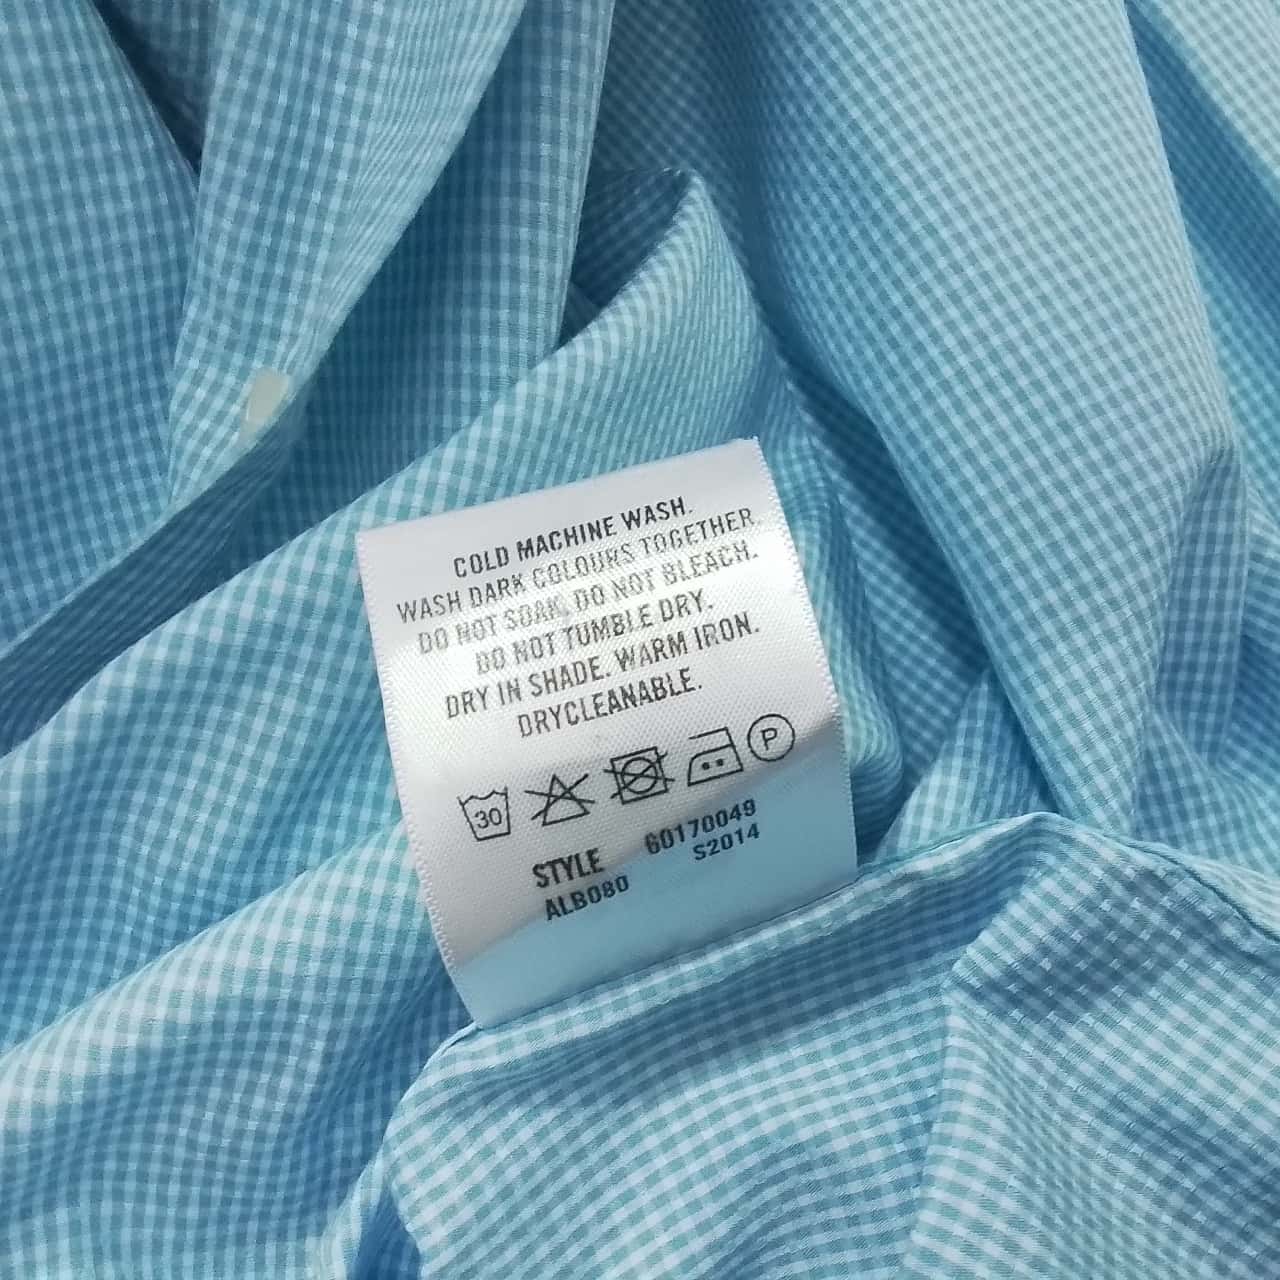 COLD MACHINE WASH.
WASH DARK COLOURS TOGETHER.
DO NOT SOAK. DO NOT BLEACH.
DO NOT TUMBLE DRY.
DRY IN SHADE. WARM IRON.
DRYCLEANABLE.
30 P
STYLE 60170049
ALB080 S2014